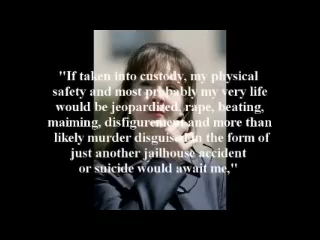 "If taken into custody, my physical
safety and most probably my very life
would be jeopardized, rape, beating,
maiming, disfigurement and more than
likely murder disguised in the form of
just another jailhouse accident
or suicide would await me,"